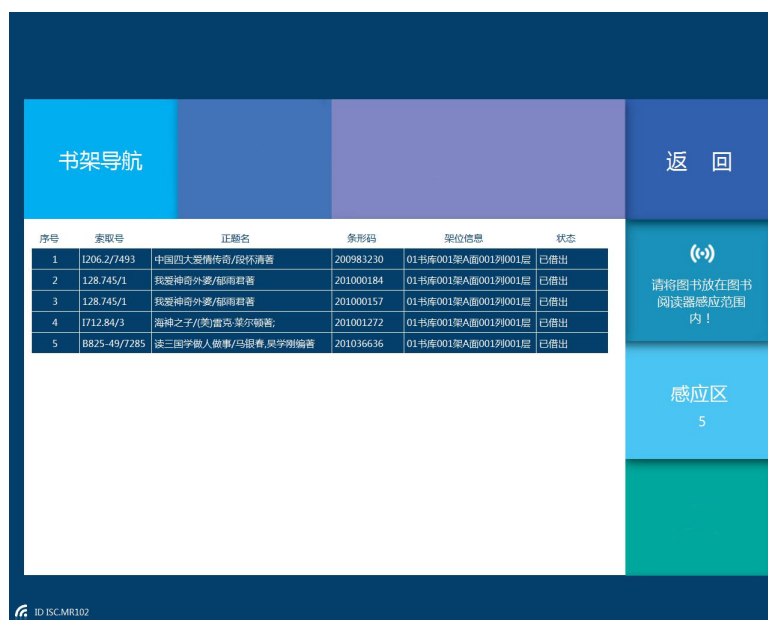 书架导航
返 回
序号 索取号 正题名 条形码 架位信息 状态
1 I206.2/7493 中国四大爱情传奇/段怀清著 200983230 01书库001架A面001列001层 已借出
2 128.745/1 我爱神奇外婆/郁雨君著 201000184 01书库001架A面001列001层 已借出
3 128.745/1 我爱神奇外婆/郁雨君著 201000157 01书库001架A面001列001层 已借出
4 I712.84/3 海神之子/(美)雷克·莱尔顿著; 201001272 01书库001架A面001列001层 已借出
5 B825-49/7285 读三国学做人做事/马银春,吴学刚编著 201036636 01书库001架A面001列001层 已借出
请将图书放在图书
阅读器感应范围
内！
感应区
5
ID ISC.MR102